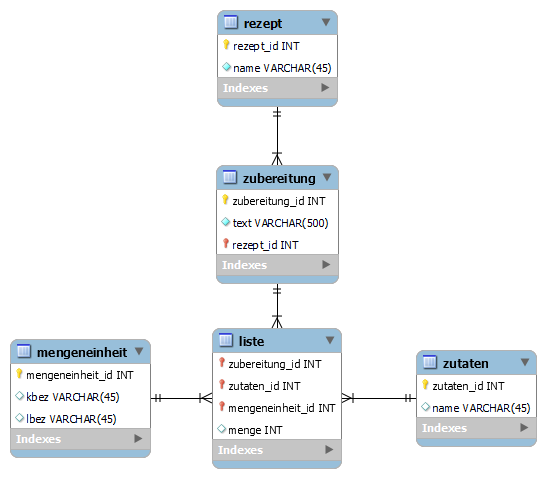 rezept
rezept_id INT
name VARCHAR(45)
Indexes
zubereitung
zubereitung_id INT
text VARCHAR(500)
rezept_id INT
Indexes
mengeneinheit
mengeneinheit_id INT
kbez VARCHAR(45)
lbez VARCHAR(45)
Indexes
liste
zubereitung_id INT
zutaten_id INT
mengeneinheit_id INT
menge INT
Indexes
zutaten
zutaten_id INT
name VARCHAR(45)
Indexes